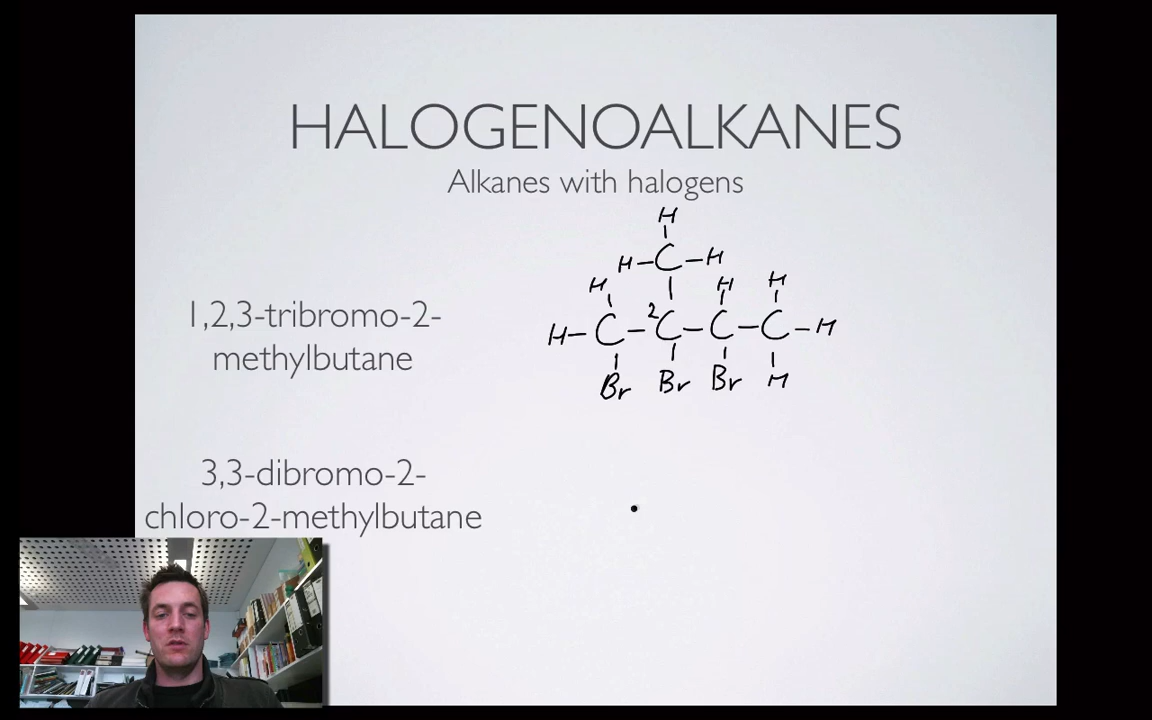 HALOGENOALKANES
Alkanes with halogens
1,2,3-tribromo-2-
methylbutane
H
H–C–H
H H H
H–C–2C–C–C–H
Br Br Br H
3,3-dibromo-2-
chloro-2-methylbutane